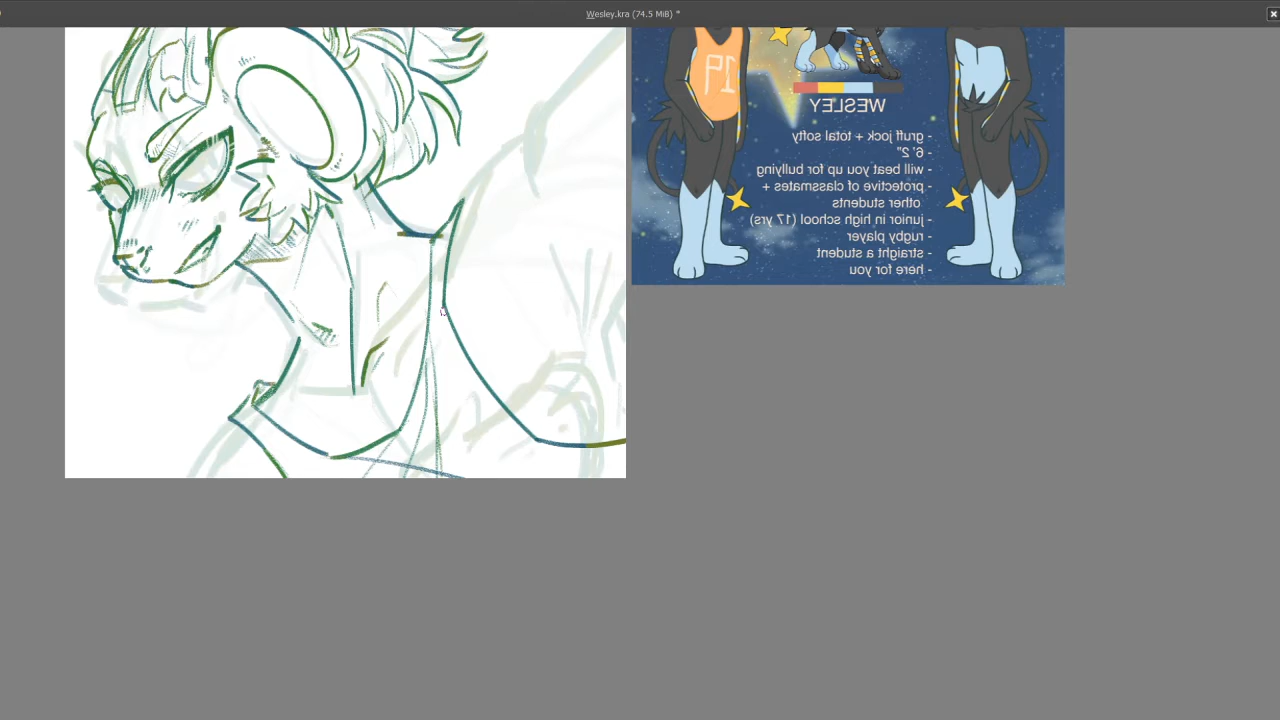 Wesley.kra (74.5 MiB) *
19
WESLEY
- gruff jock + total softy
- 6' 2"
- will beat you up for bullying
- protective of classmates +
other students
- junior in high school (17 yrs)
- rugby player
- straight a student
- here for you